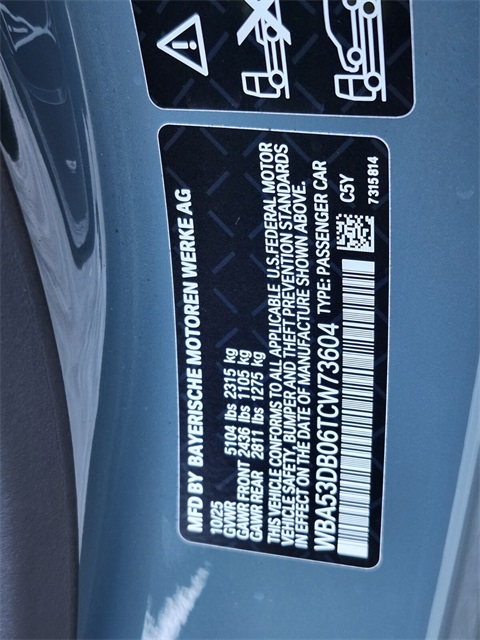 MFD BY BAYERISCHE MOTOREN WERKE AG
10/25
GVWR 5104 lbs 2315 kg
GAWR FRONT 2436 lbs 1105 kg
GAWR REAR 2811 lbs 1275 kg
THIS VEHICLE CONFORMS TO ALL APPLICABLE U.S.FEDERAL MOTOR
VEHICLE SAFETY, BUMPER AND THEFT PREVENTION STANDARDS
IN EFFECT ON THE DATE OF MANUFACTURE SHOWN ABOVE.
WBA53DB06TCW73604 TYPE: PASSENGER CAR
C5Y
7315814